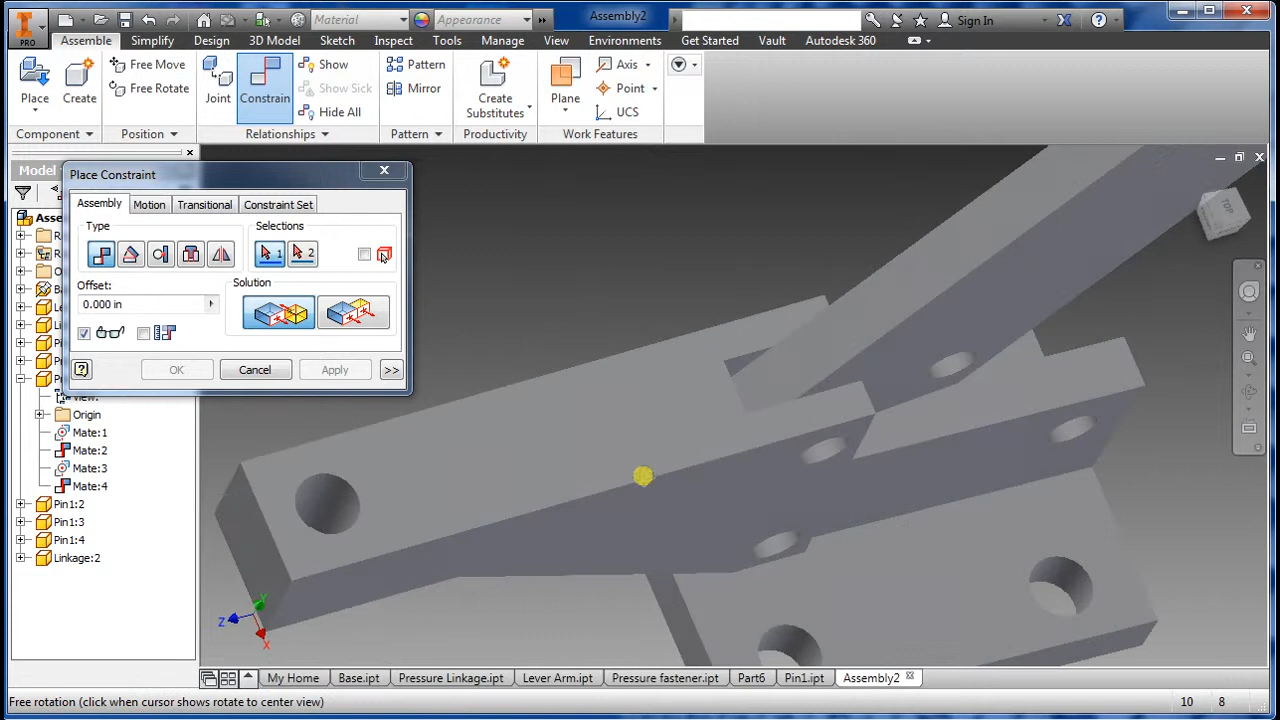 Material
Appearance
Assembly2
Sign In
PRO
Assemble
Simplify
Design
3D Model
Sketch
Inspect
Tools
Manage
View
Environments
Get Started
Vault
Autodesk 360
Place
Create
Free Move
Free Rotate
Joint
Constrain
Show
Show Sick
Hide All
Pattern
Mirror
Create
Substitutes
Plane
Axis
Point
UCS
Component
Position
Relationships
Pattern
Productivity
Work Features
Model
Place Constraint
Assembly
Motion
Transitional
Constraint Set
Type
Selections
1
2
Offset:
0.000 in
Solution
OK
Cancel
Apply
>>
Origin
Mate:1
Mate:2
Mate:3
Mate:4
Pin1:2
Pin1:3
Pin1:4
Linkage:2
TOP
Z
Y
X
My Home
Base.ipt
Pressure Linkage.ipt
Lever Arm.ipt
Pressure fastener.ipt
Part6
Pin1.ipt
Assembly2
Free rotation (click when cursor shows rotate to center view)
10
8